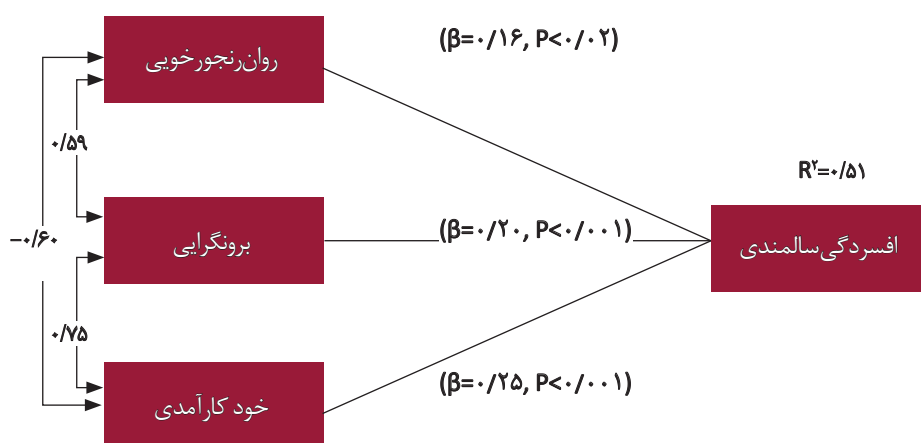 روان‌رنجورخویی
(β=۰/۱۶, P<۰/۰۲)
۰/۵۹
R۲=۰/۵۱
افسردگی سالمندی
برونگرایی
(β=۰/۲۰, P<۰/۰۰۱)
−۰/۶۰
۰/۷۵
خود کارآمدی
(β=۰/۲۵, P<۰/۰۰۱)